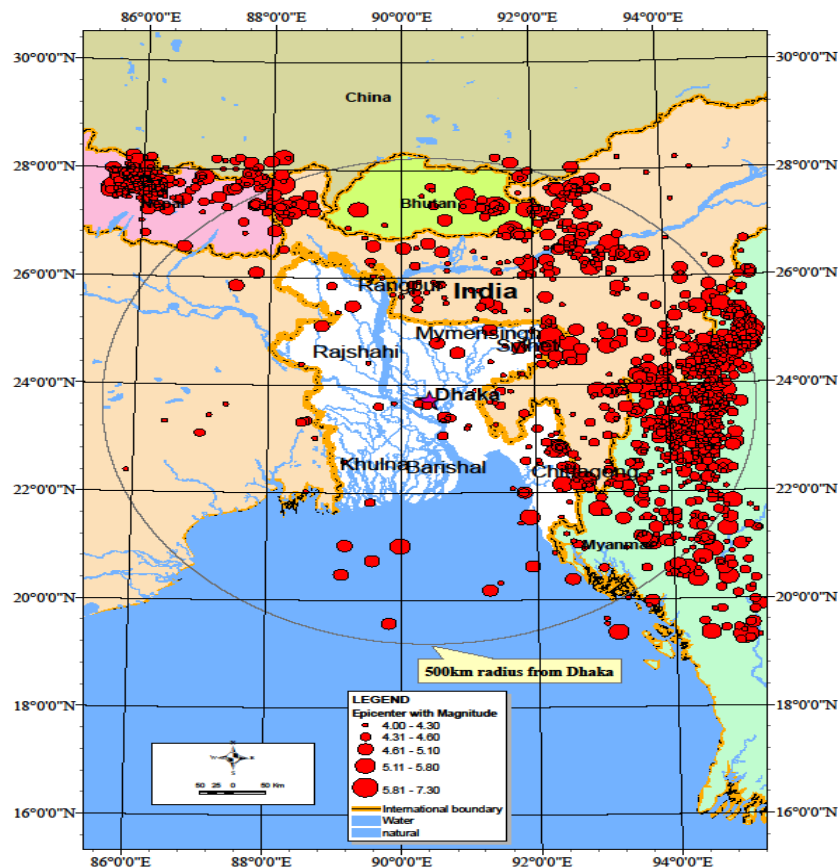 86°0'0"E 88°0'0"E 90°0'0"E 92°0'0"E 94°0'0"E
30°0'0"N 30°0'0"N
China
28°0'0"N 28°0'0"N
Nepal Bhutan
26°0'0"N 26°0'0"N
Rangpur India
Mymensingh
Rajshahi Sylhet
24°0'0"N 24°0'0"N
Dhaka
Khulna Barishal Chittagong
22°0'0"N 22°0'0"N
Myanmar
20°0'0"N 20°0'0"N
500km radius from Dhaka
18°0'0"N 18°0'0"N
LEGEND
Epicenter with Magnitude
4.00 - 4.30
4.31 - 4.60
4.61 - 5.10
5.11 - 5.80
5.81 - 7.30
International boundary
Water
natural
N
W E
S
50 25 0 50 Km
16°0'0"N 16°0'0"N
86°0'0"E 88°0'0"E 90°0'0"E 92°0'0"E 94°0'0"E